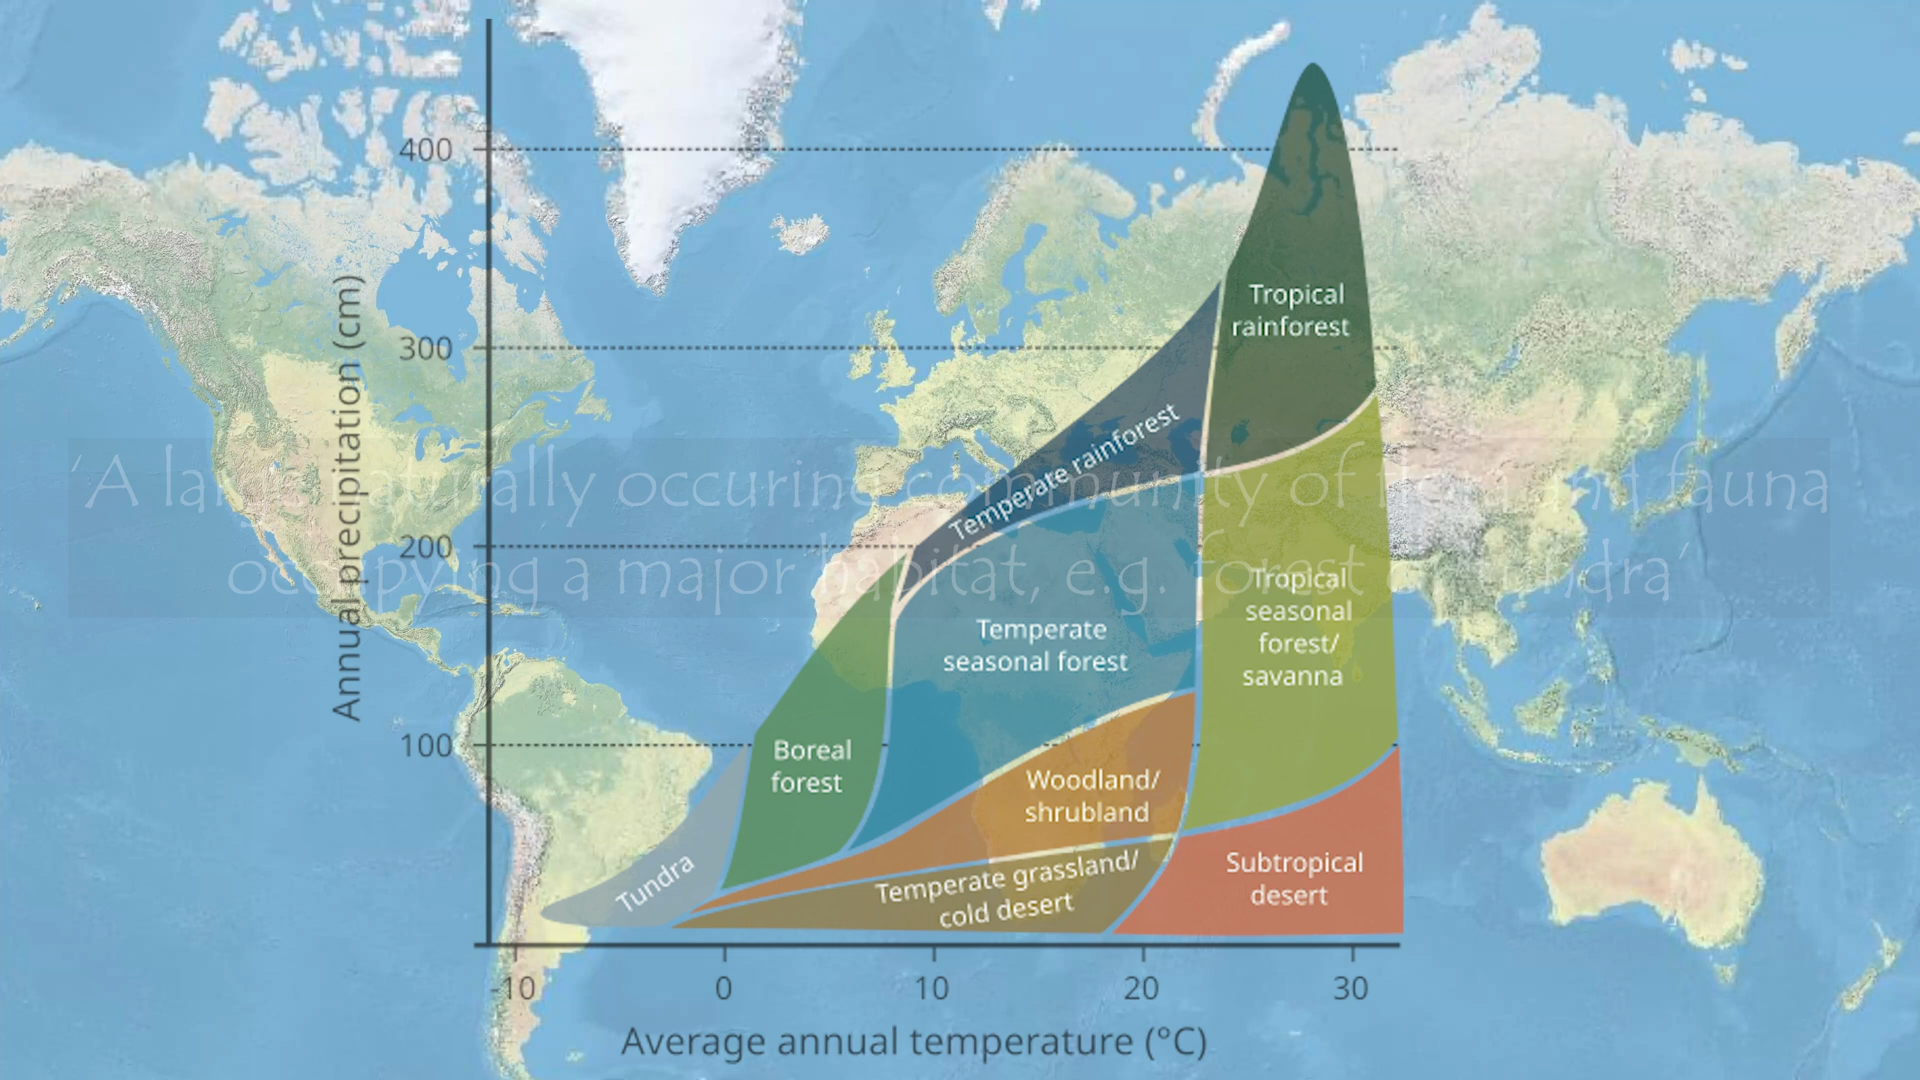 400
300
200
100
Annual precipitation (cm)
-10 0 10 20 30
Average annual temperature (°C)
Tropical
rainforest
Temperate rainforest
Tropical
seasonal
forest/
savanna
Temperate
seasonal forest
Boreal
forest
Woodland/
shrubland
Tundra
Temperate grassland/
cold desert
Subtropical
desert
‘A large naturally occuring community of flora and fauna
occupying a major habitat, e.g. forest or tundra’